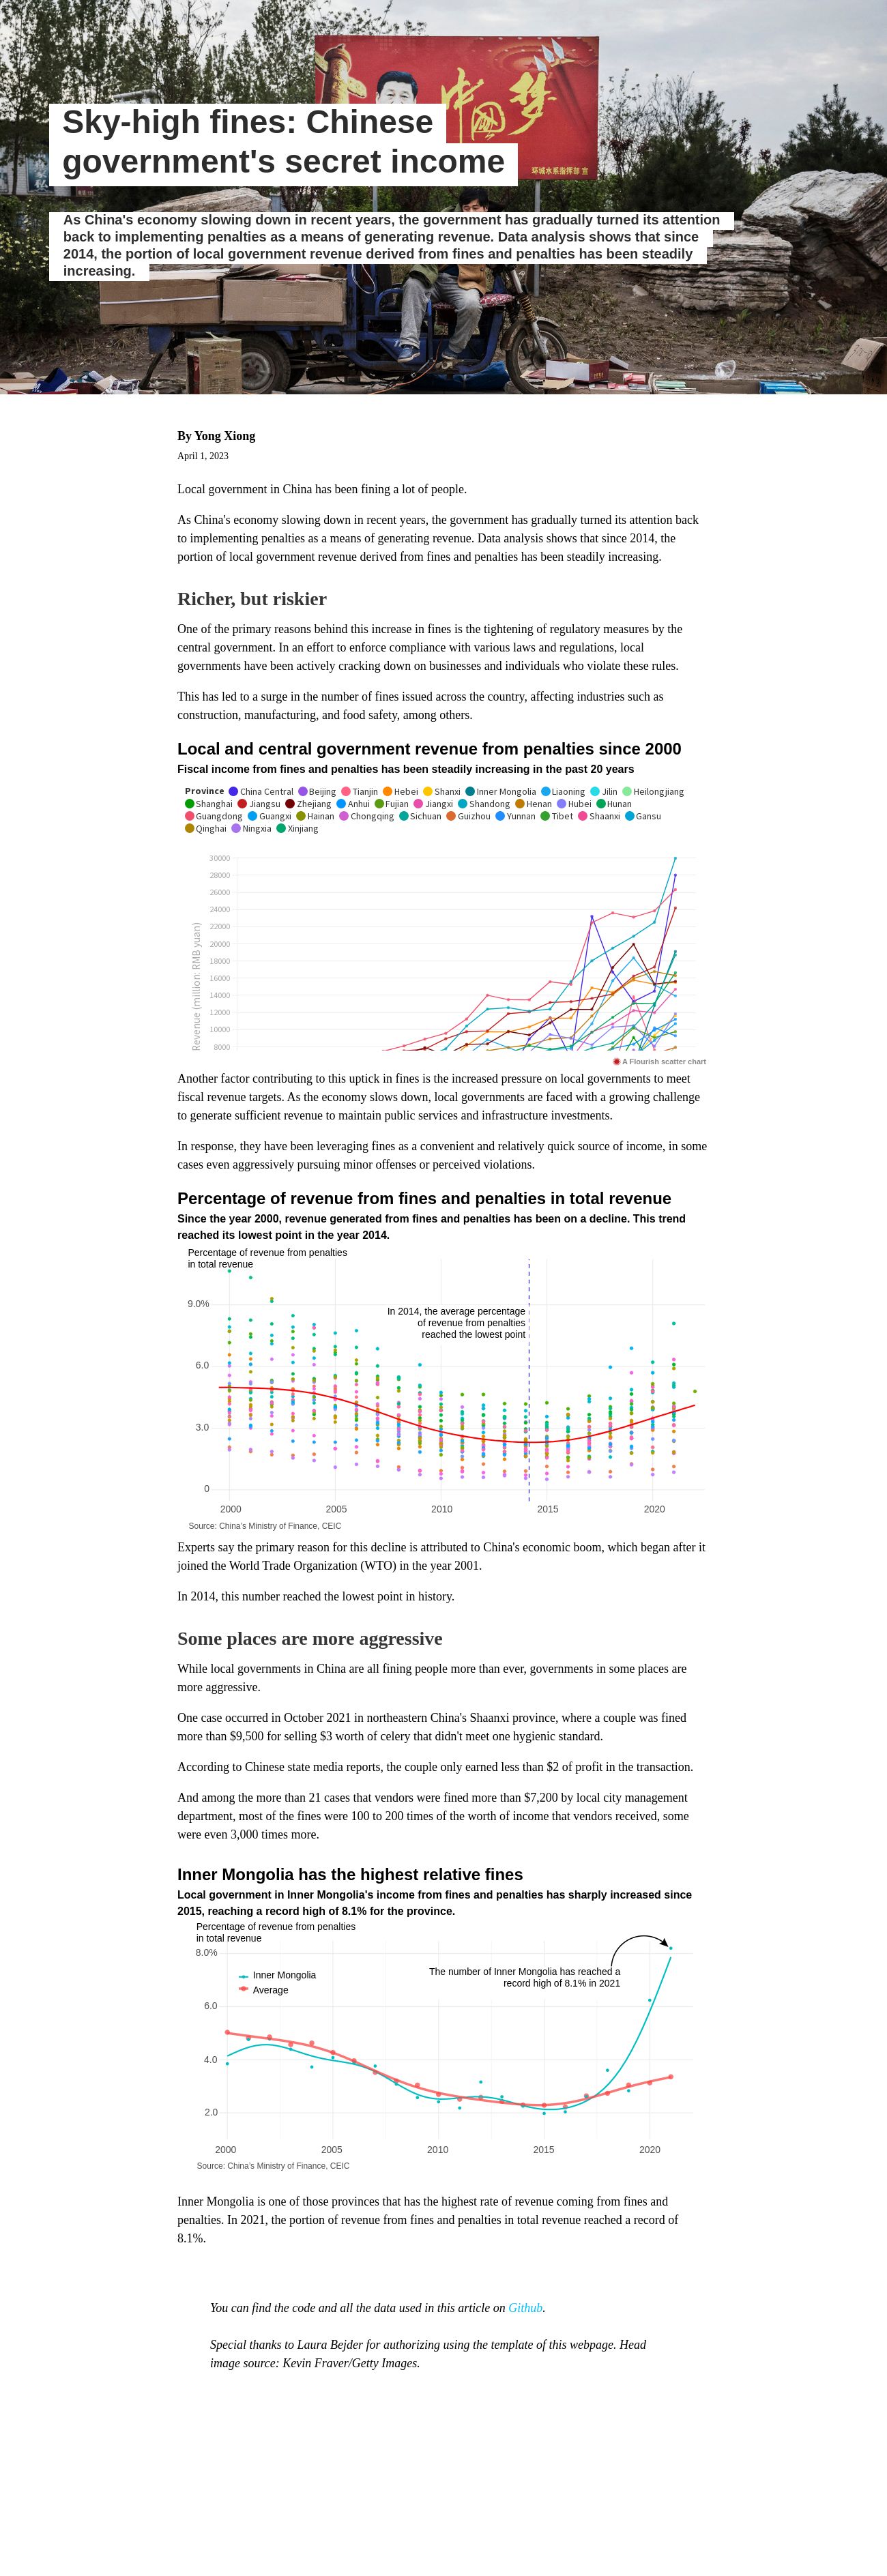 中国梦
环城水系指挥部 宣
Sky-high fines: Chinese
government's secret income
As China's economy slowing down in recent years, the government has gradually turned its attention
back to implementing penalties as a means of generating revenue. Data analysis shows that since
2014, the portion of local government revenue derived from fines and penalties has been steadily
increasing.
By Yong Xiong
April 1, 2023
Local government in China has been fining a lot of people.
As China's economy slowing down in recent years, the government has gradually turned its attention back
to implementing penalties as a means of generating revenue. Data analysis shows that since 2014, the
portion of local government revenue derived from fines and penalties has been steadily increasing.
Richer, but riskier
One of the primary reasons behind this increase in fines is the tightening of regulatory measures by the
central government. In an effort to enforce compliance with various laws and regulations, local
governments have been actively cracking down on businesses and individuals who violate these rules.
This has led to a surge in the number of fines issued across the country, affecting industries such as
construction, manufacturing, and food safety, among others.
Local and central government revenue from penalties since 2000
Fiscal income from fines and penalties has been steadily increasing in the past 20 years
Province China Central Beijing Tianjin Hebei Shanxi Inner Mongolia Liaoning Jilin Heilongjiang
Shanghai Jiangsu Zhejiang Anhui Fujian Jiangxi Shandong Henan Hubei Hunan
Guangdong Guangxi Hainan Chongqing Sichuan Guizhou Yunnan Tibet Shaanxi Gansu
Qinghai Ningxia Xinjiang
30000
28000
26000
24000
22000
20000
18000
16000
14000
12000
10000
8000
Revenue (million: RMB yuan)
A Flourish scatter chart
Another factor contributing to this uptick in fines is the increased pressure on local governments to meet
fiscal revenue targets. As the economy slows down, local governments are faced with a growing challenge
to generate sufficient revenue to maintain public services and infrastructure investments.
In response, they have been leveraging fines as a convenient and relatively quick source of income, in some
cases even aggressively pursuing minor offenses or perceived violations.
Percentage of revenue from fines and penalties in total revenue
Since the year 2000, revenue generated from fines and penalties has been on a decline. This trend
reached its lowest point in the year 2014.
Percentage of revenue from penalties
in total revenue
9.0%
In 2014, the average percentage
of revenue from penalties
reached the lowest point
6.0
3.0
0
2000 2005 2010 2015 2020
Source: China's Ministry of Finance, CEIC
Experts say the primary reason for this decline is attributed to China's economic boom, which began after it
joined the World Trade Organization (WTO) in the year 2001.
In 2014, this number reached the lowest point in history.
Some places are more aggressive
While local governments in China are all fining people more than ever, governments in some places are
more aggressive.
One case occurred in October 2021 in northeastern China's Shaanxi province, where a couple was fined
more than $9,500 for selling $3 worth of celery that didn't meet one hygienic standard.
According to Chinese state media reports, the couple only earned less than $2 of profit in the transaction.
And among the more than 21 cases that vendors were fined more than $7,200 by local city management
department, most of the fines were 100 to 200 times of the worth of income that vendors received, some
were even 3,000 times more.
Inner Mongolia has the highest relative fines
Local government in Inner Mongolia's income from fines and penalties has sharply increased since
2015, reaching a record high of 8.1% for the province.
Percentage of revenue from penalties
in total revenue
8.0%
The number of Inner Mongolia has reached a
record high of 8.1% in 2021
Inner Mongolia
Average
6.0
4.0
2.0
2000 2005 2010 2015 2020
Source: China's Ministry of Finance, CEIC
Inner Mongolia is one of those provinces that has the highest rate of revenue coming from fines and
penalties. In 2021, the portion of revenue from fines and penalties in total revenue reached a record of
8.1%.
You can find the code and all the data used in this article on Github.
Special thanks to Laura Bejder for authorizing using the template of this webpage. Head
image source: Kevin Fraver/Getty Images.